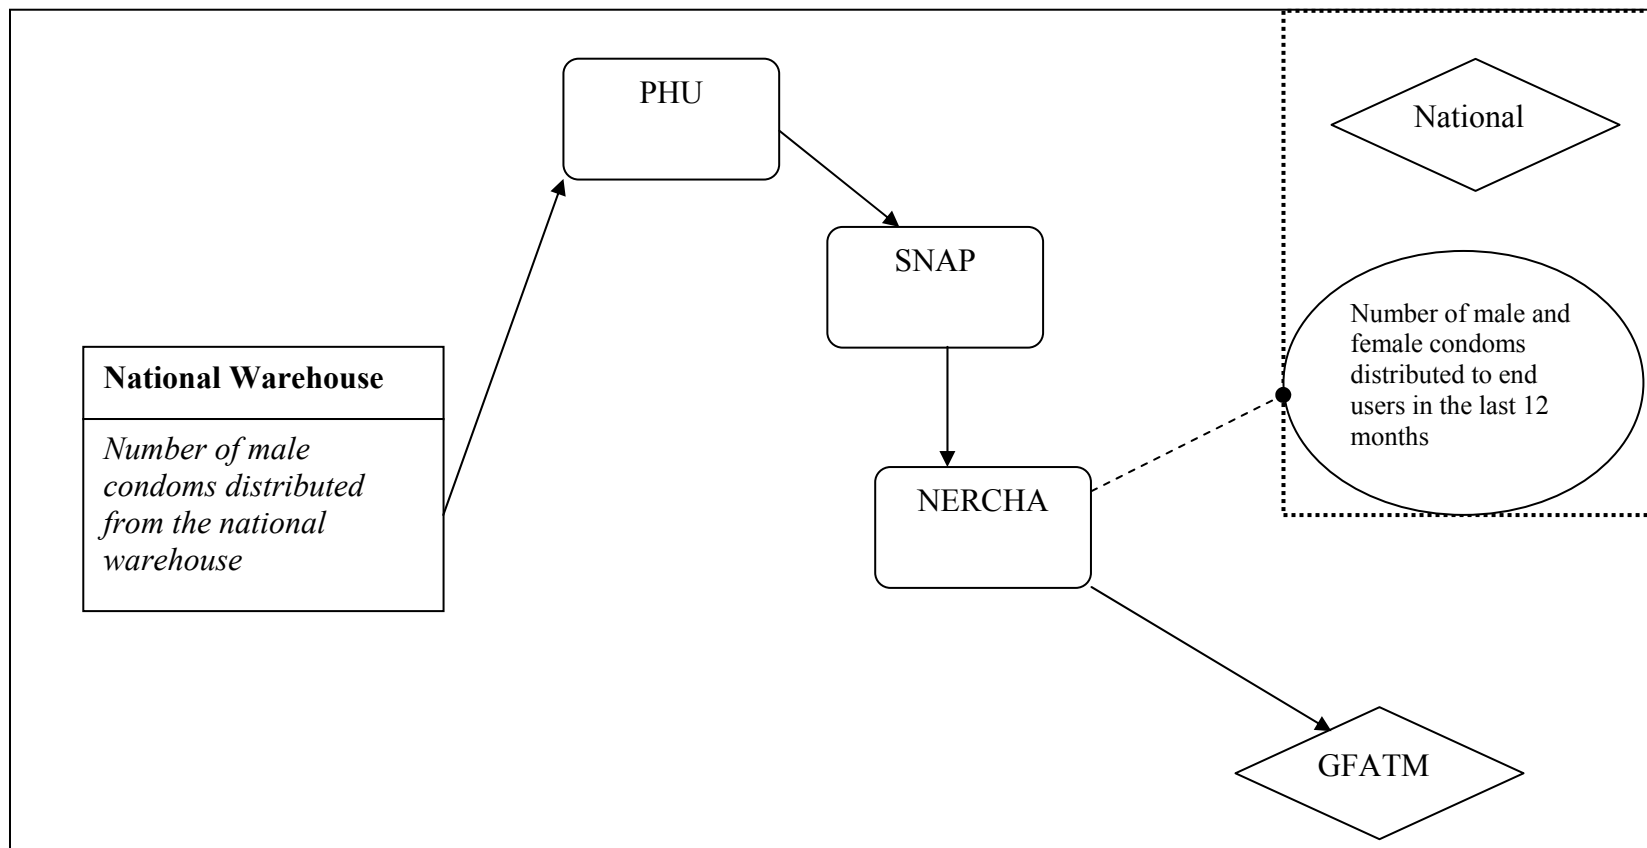 PHU
National
SNAP
Number of male and
female condoms
distributed to end
users in the last 12
months
National Warehouse
Number of male
condoms distributed
from the national
warehouse
NERCHA
GFATM